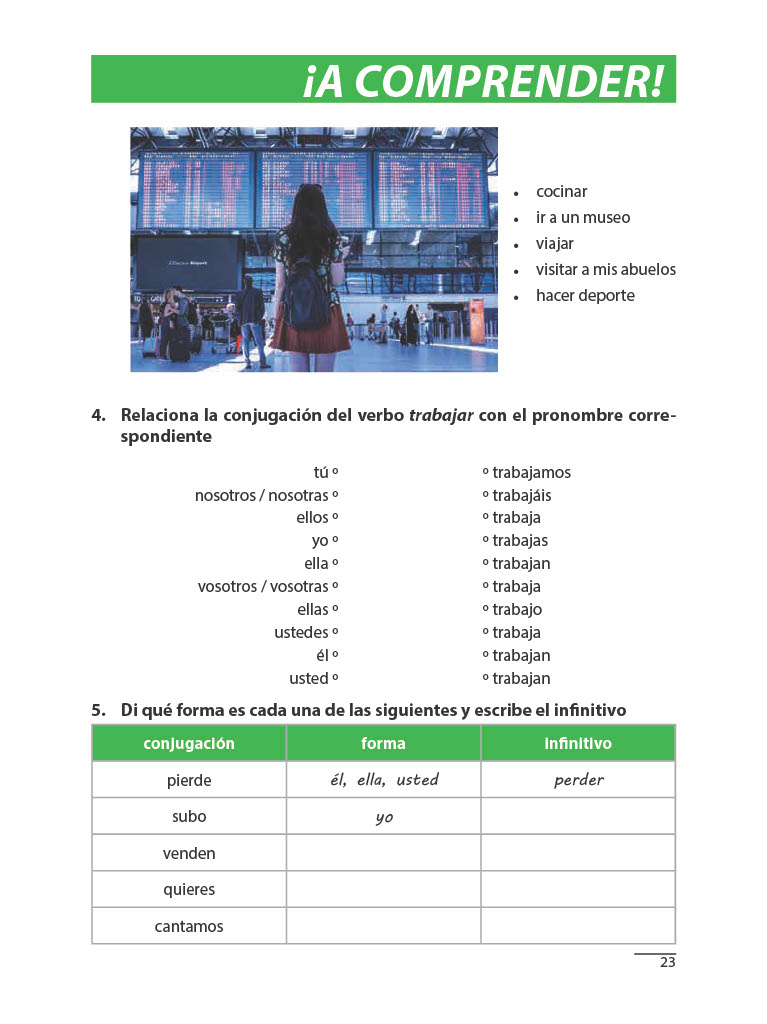 ¡A COMPRENDER!
• cocinar
• ir a un museo
• viajar
• visitar a mis abuelos
• hacer deporte
4. Relaciona la conjugación del verbo trabajar con el pronombre corre-
spondiente
tú º º trabajamos
nosotros / nosotras º º trabajáis
ellos º º trabaja
yo º º trabajas
ella º º trabajan
vosotros / vosotras º º trabaja
ellas º º trabajo
ustedes º º trabaja
él º º trabajan
usted º º trabajan
5. Di qué forma es cada una de las siguientes y escribe el infinitivo
conjugación forma infinitivo
pierde él, ella, usted perder
subo yo
venden
quieres
cantamos
23